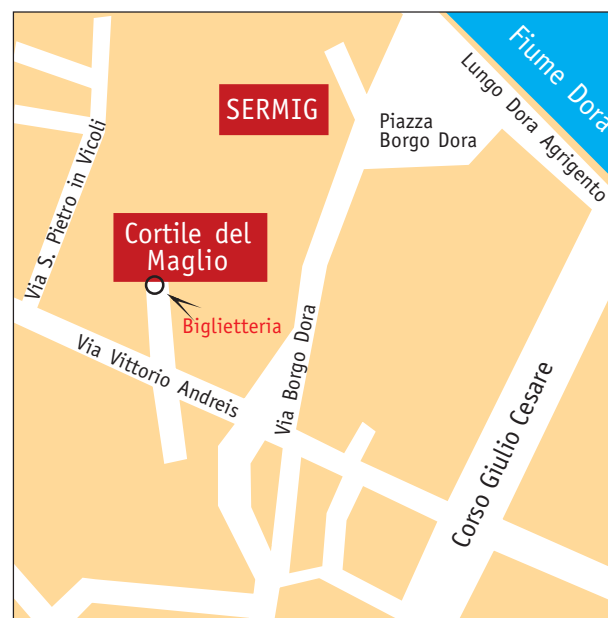 Fiume Dora
Lungo Dora Agrigento
SERMIG
Piazza
Borgo Dora
Via S. Pietro in Vicoli
Cortile del
Maglio
Biglietteria
Via Vittorio Andreis
Via Borgo Dora
Corso Giulio Cesare